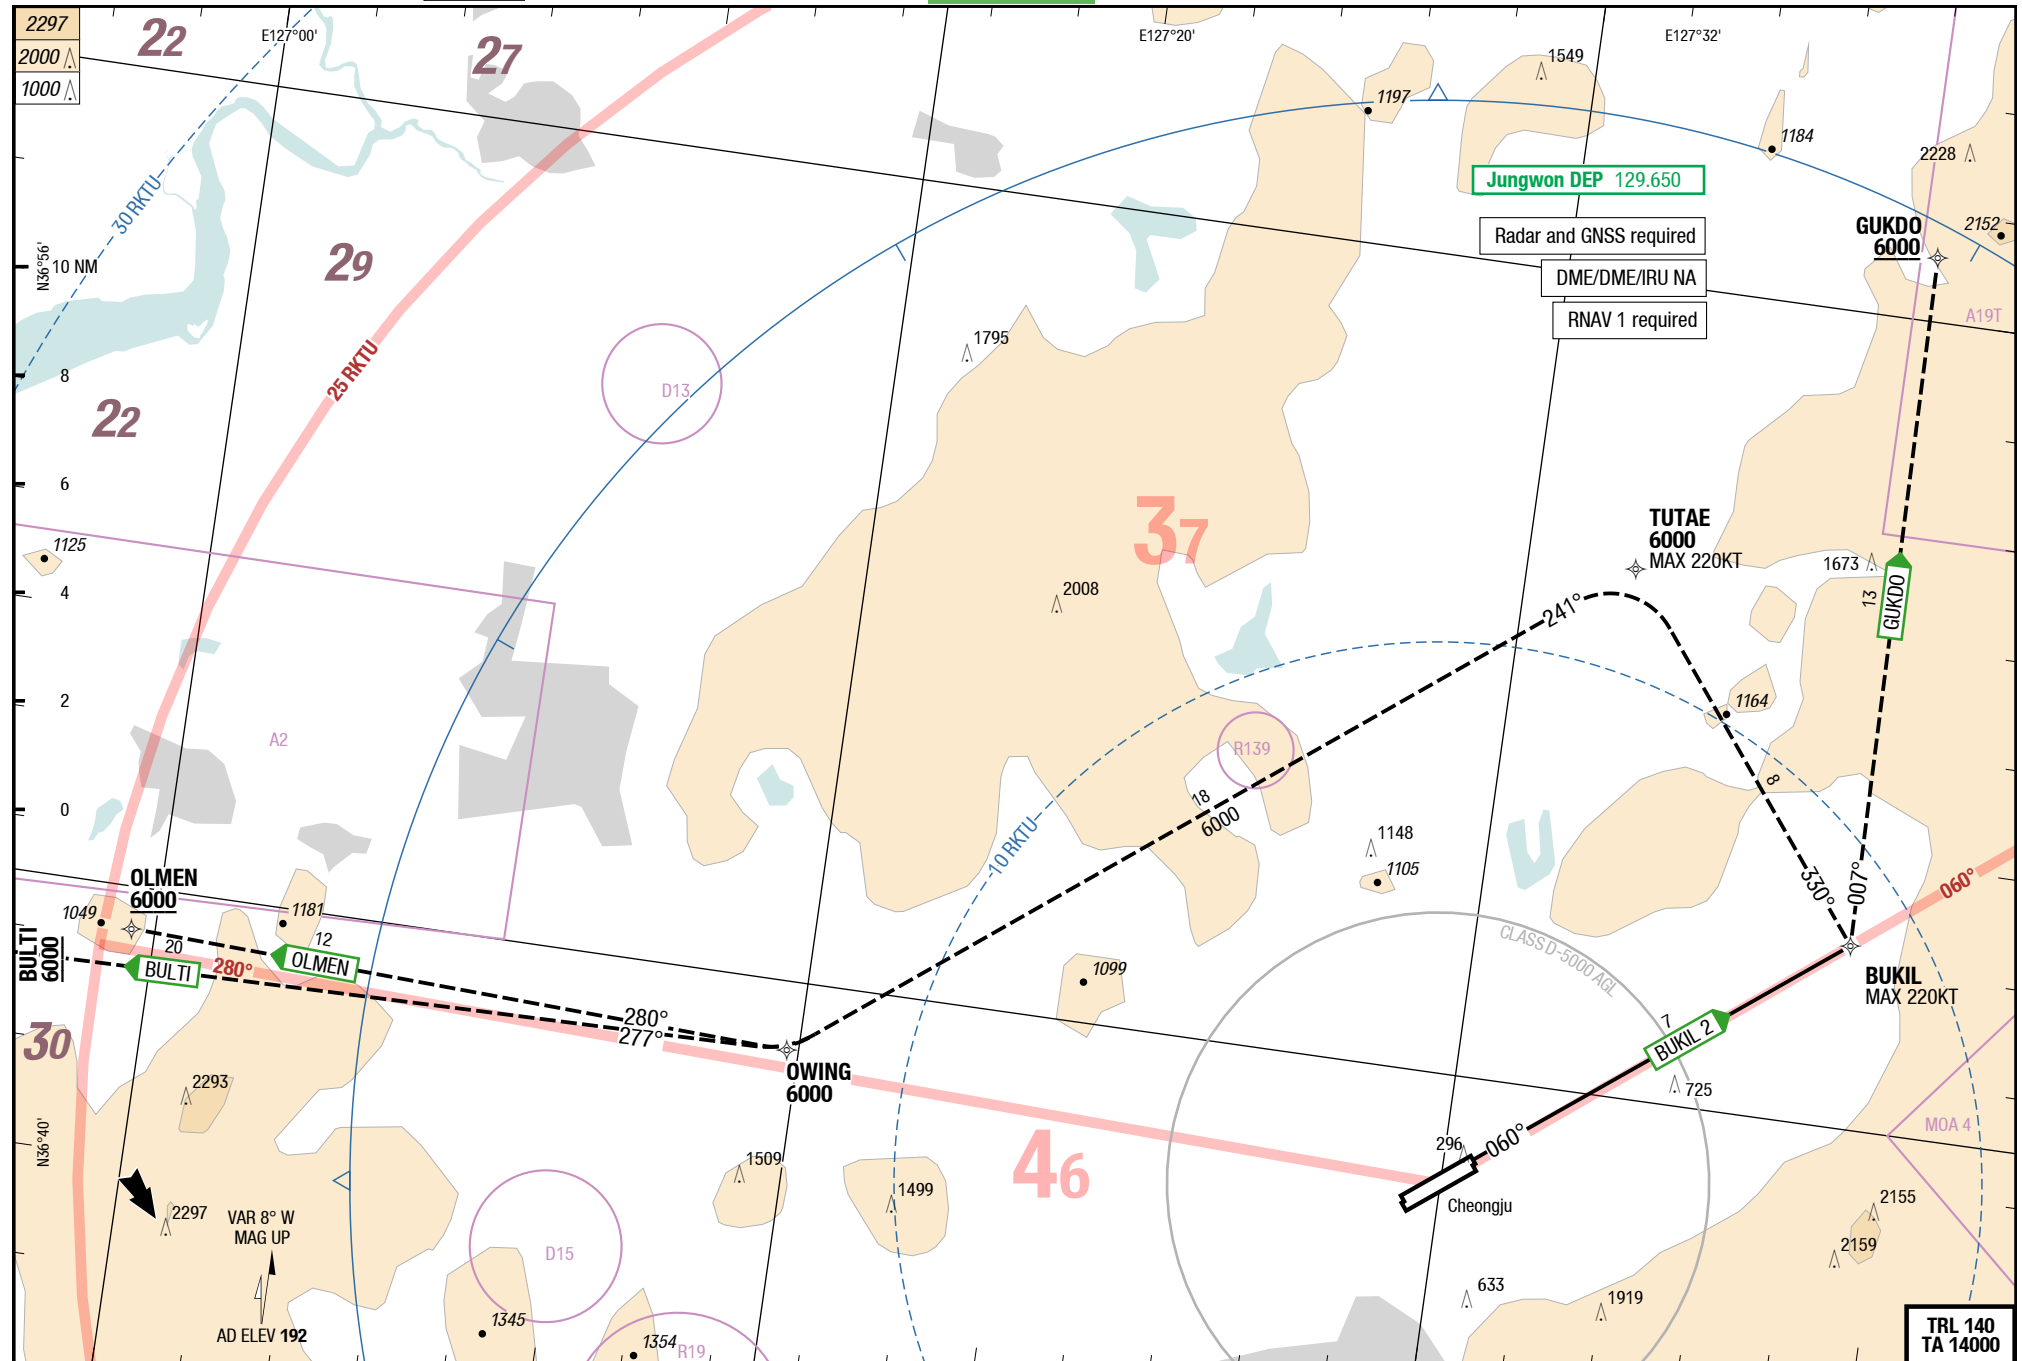 2297
2000
1000
22
27
E127°00'
E127°20'
E127°32'
1549
1197
1184
2228
Jungwon DEP 129.650
30 RKTU
GUKDO
6000
2152
Radar and GNSS required
N36°56'
10 NM
29
DME/DME/IRU NA
A19T
RNAV 1 required
1795
25 RKTU
8
D13
22
6
37
TUTAE
6000
MAX 220KT
1125
1673
4
2008
241°
13
GUKDO
2
1164
A2
R139
8
18
6000
0
1148
10 RKTU
1105
OLMEN
6000
330°
007°
060°
1049
1181
12
OLMEN
20
BULTI
280°
BULTI
6000
CLASS D-5000 AGL
1099
BUKIL
MAX 220KT
280°
277°
7
BUKIL 2
30
OWING
6000
2293
725
MOA 4
N36°40'
46
296
060°
1509
1499
Cheongju
2155
2297
VAR 8° W
MAG UP
D15
2159
633
1919
1345
AD ELEV 192
1354
R19
TRL 140
TA 14000